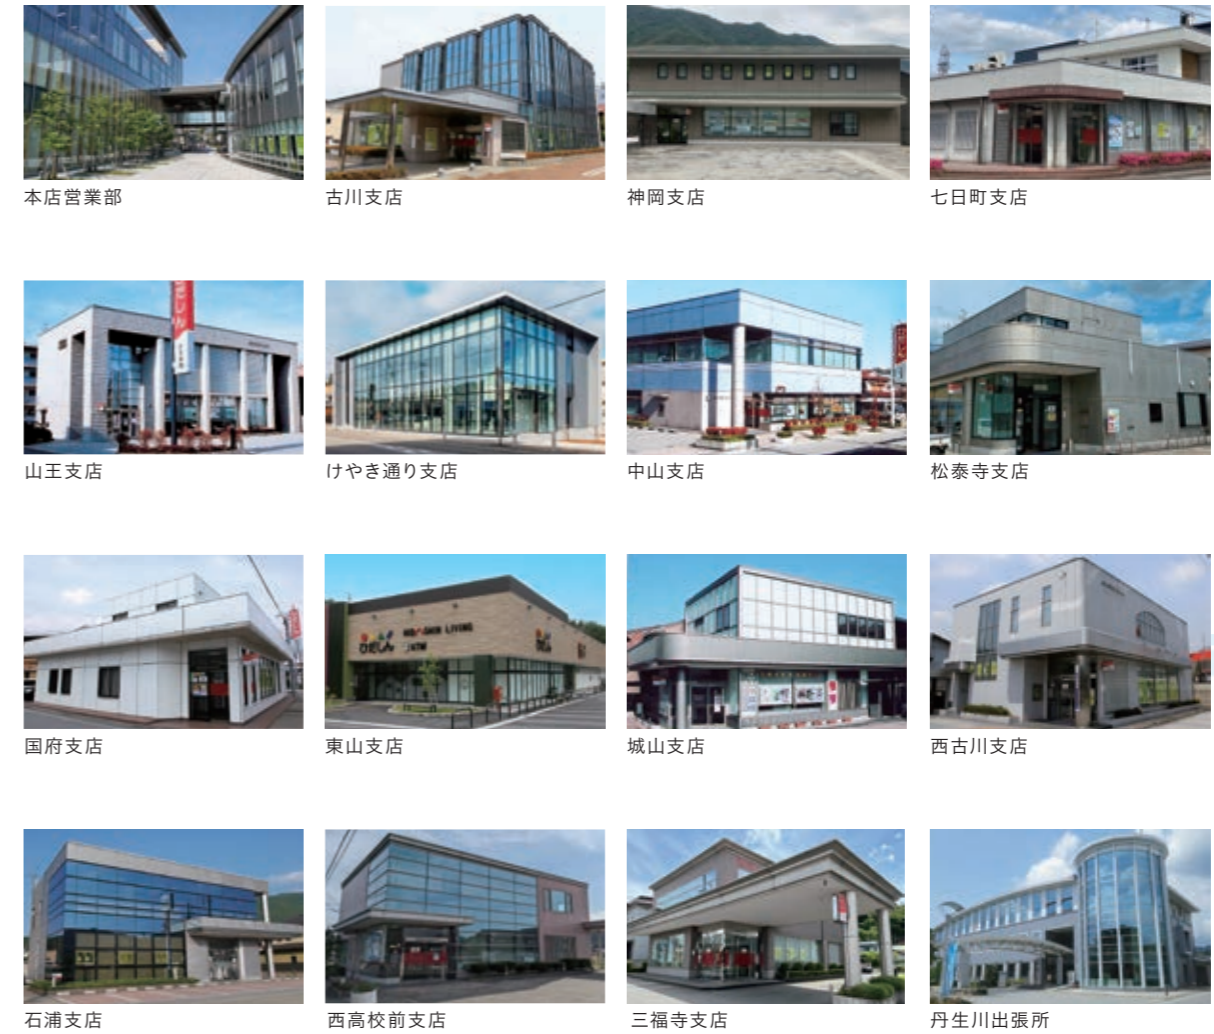 本店営業部
古川支店
神岡支店
七日町支店
山王支店
けやき通り支店
中山支店
松泰寺支店
国府支店
ひだしん
東山支店
城山支店
西古川支店
石浦支店
西高校前支店
三福寺支店
丹生川出張所